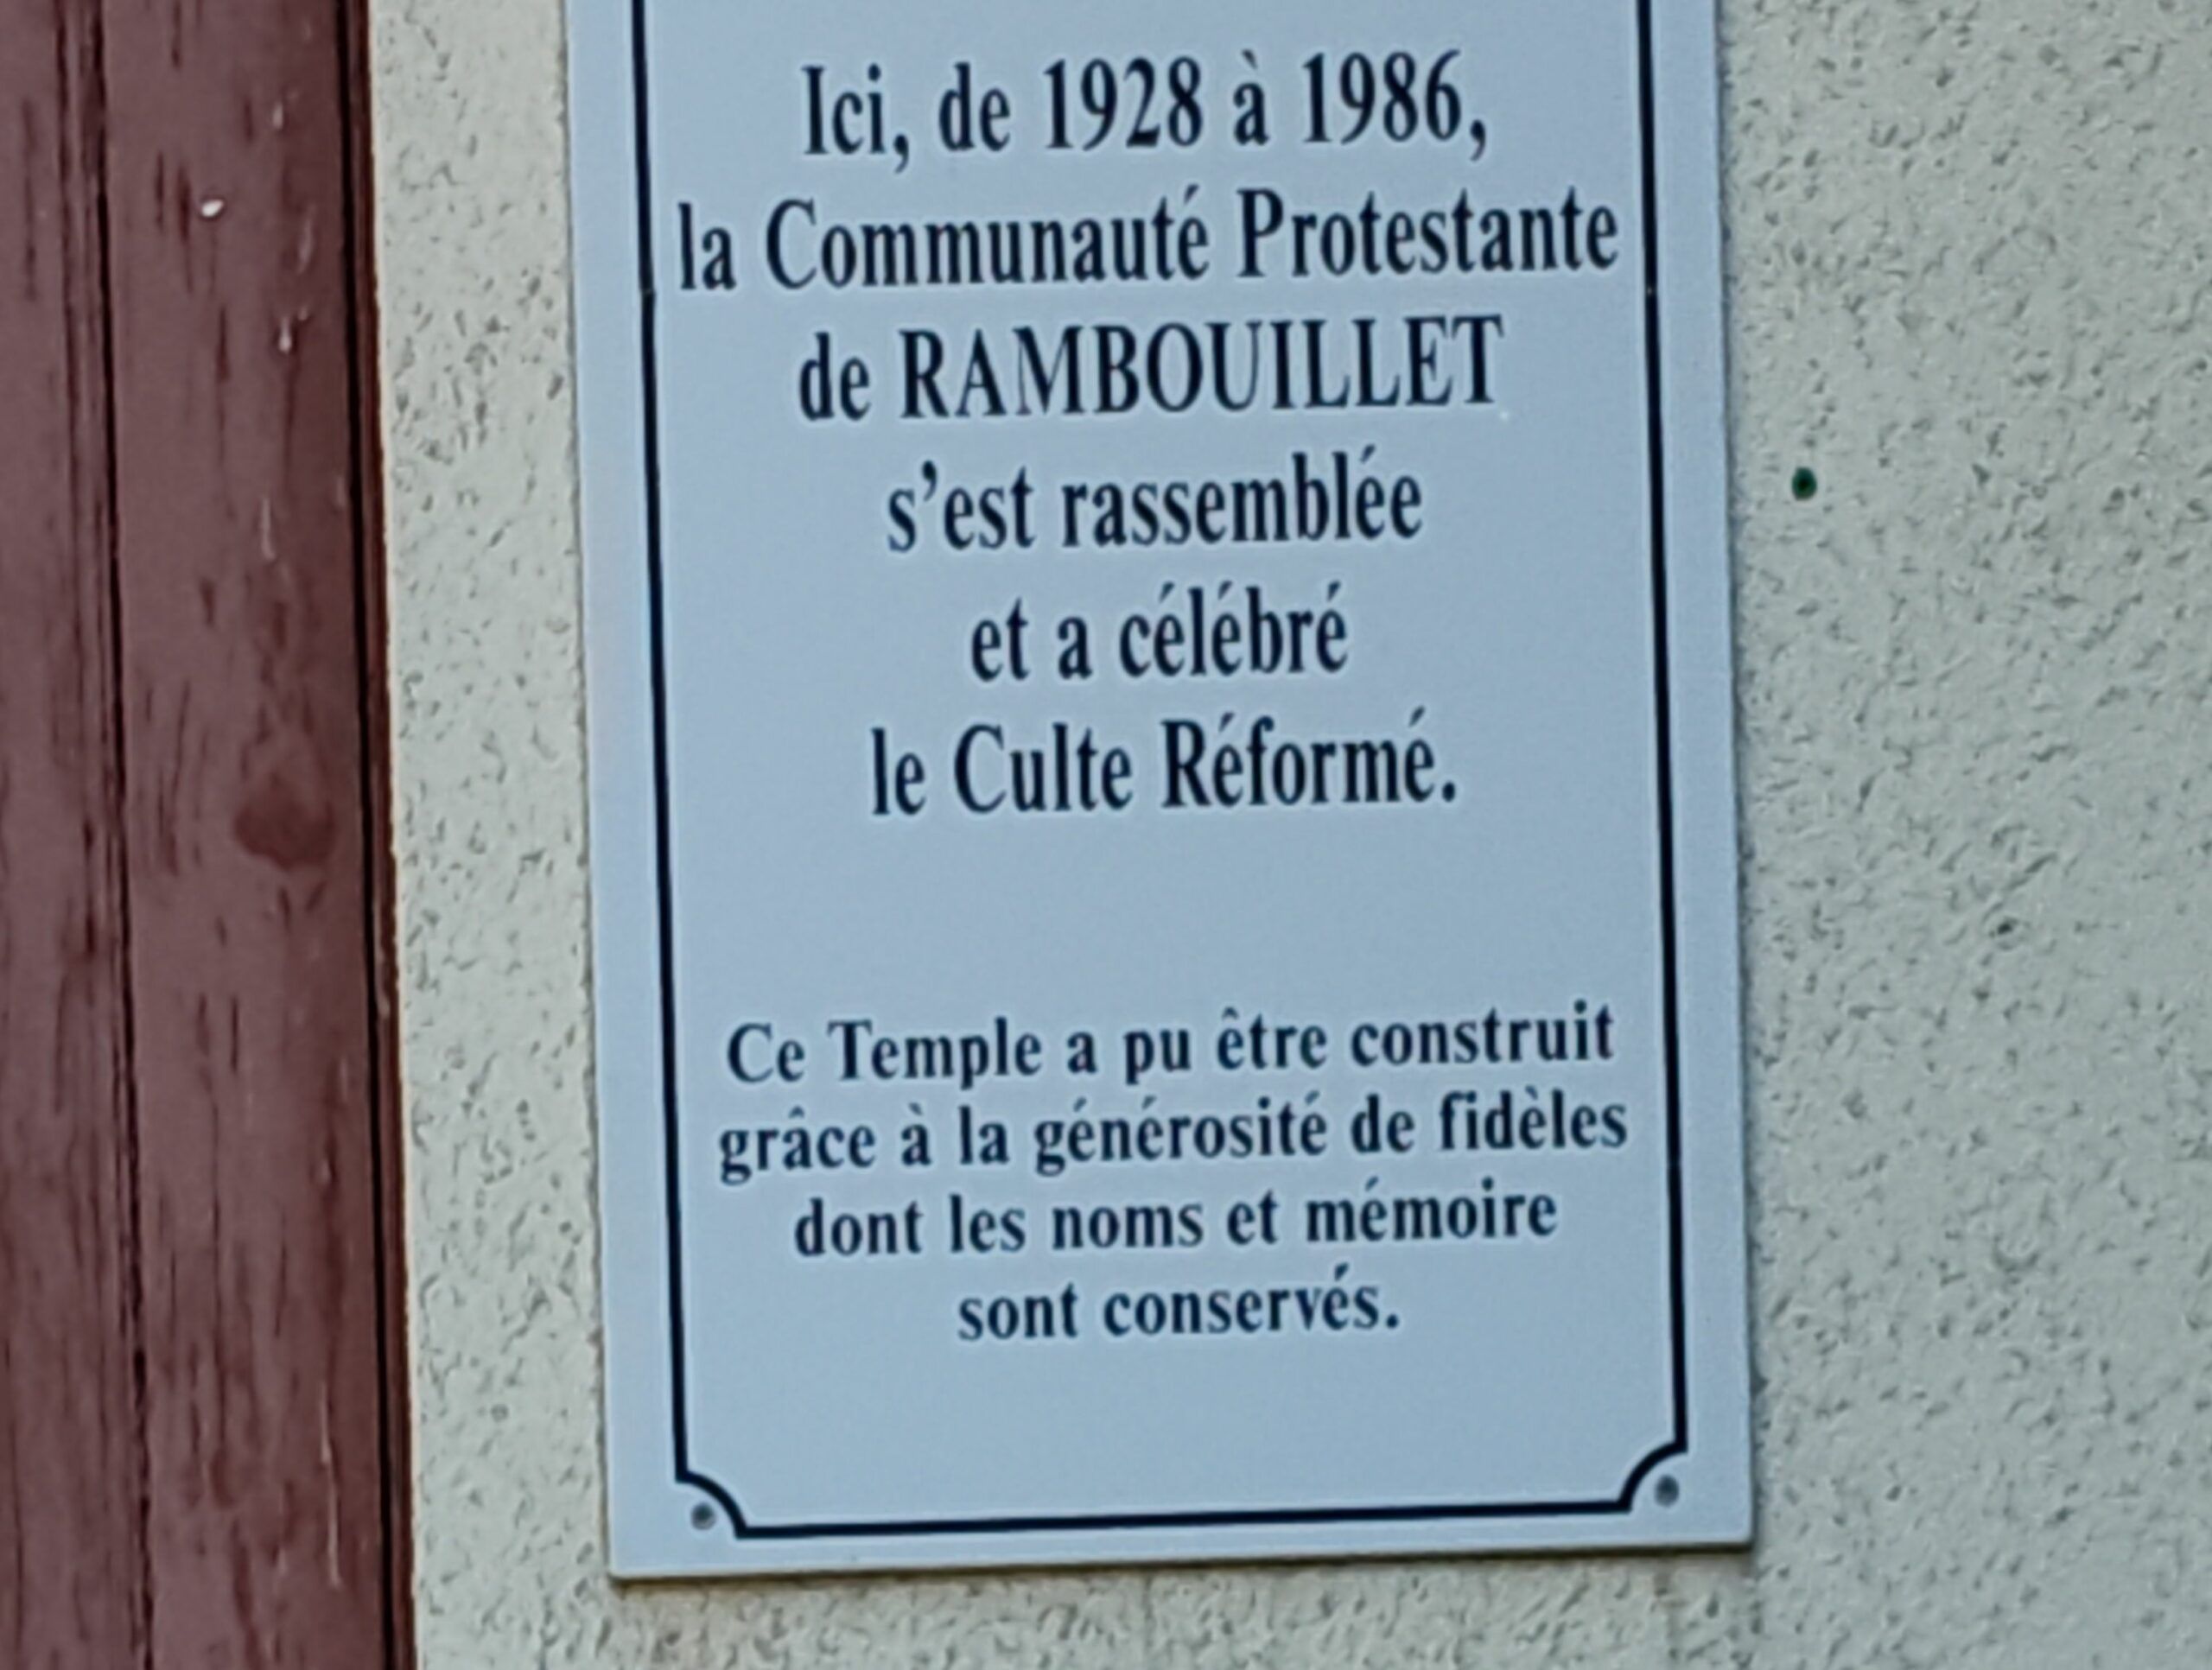 Ici, de 1928 à 1986,
la Communauté Protestante
de RAMBOUILLET
s’est rassemblée
et a célébré
le Culte Réformé.
Ce Temple a pu être construit
grâce à la générosité de fidèles
dont les noms et mémoire
sont conservés.